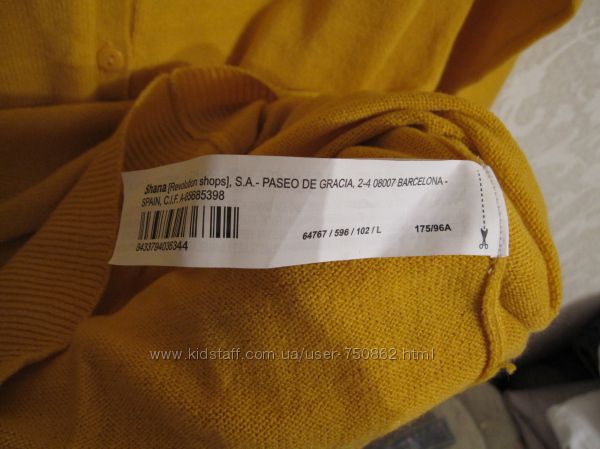 Shana [Revolution shops], S.A.- PASEO DE GRACIA, 2-4 08007 BARCELONA -
SPAIN, C.I.F. A-65685398
64767 / 596 / 102 / L
175/96A
8433794036344
www.kidstaff.com.ua/user-750862.html